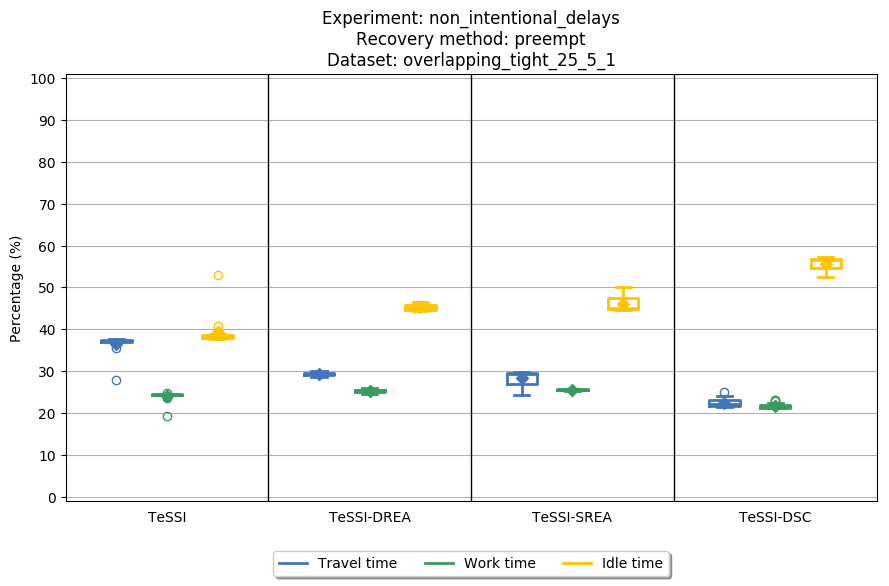 Experiment: non_intentional_delays
Recovery method: preempt
Dataset: overlapping_tight_25_5_1
100
90
80
70
60
50
40
30
20
10
0
Percentage (%)
TeSSI
TeSSI-DREA
TeSSI-SREA
TeSSI-DSC
Travel time
Work time
Idle time